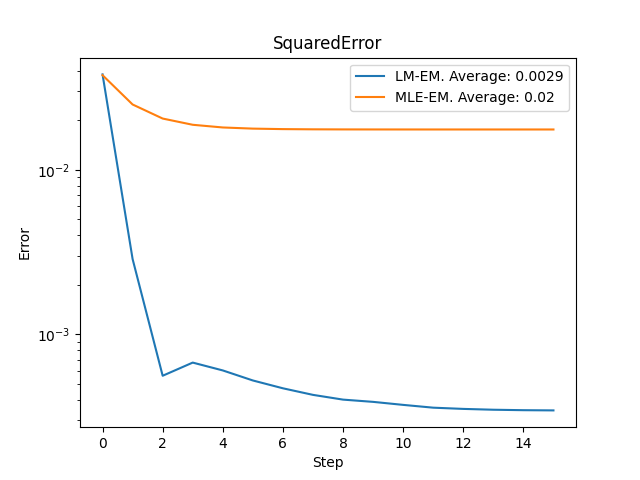 SquaredError
LM-EM. Average: 0.0029
MLE-EM. Average: 0.02
10⁻²
10⁻³
Error
0 2 4 6 8 10 12 14
Step